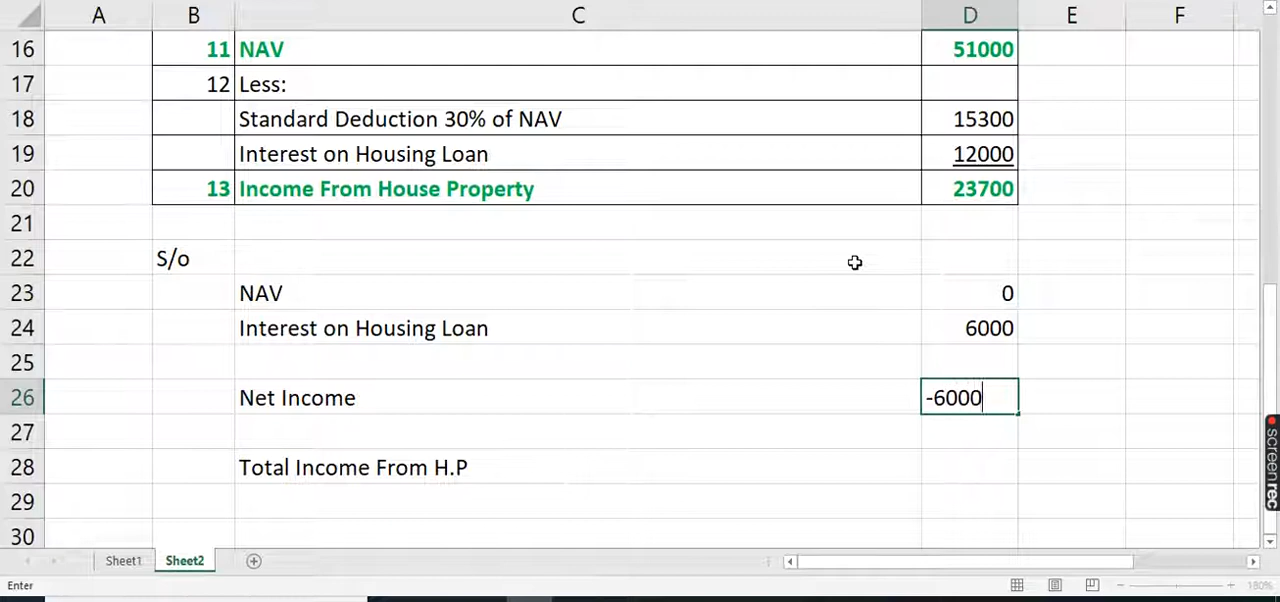 A B C D E F
16 11 NAV 51000
17 12 Less:
18 Standard Deduction 30% of NAV 15300
19 Interest on Housing Loan 12000
20 13 Income From House Property 23700
21
22 S/o
23 NAV 0
24 Interest on Housing Loan 6000
25
26 Net Income -6000
27
28 Total Income From H.P
29
30
Sheet1 Sheet2
Enter 180%
screenrec